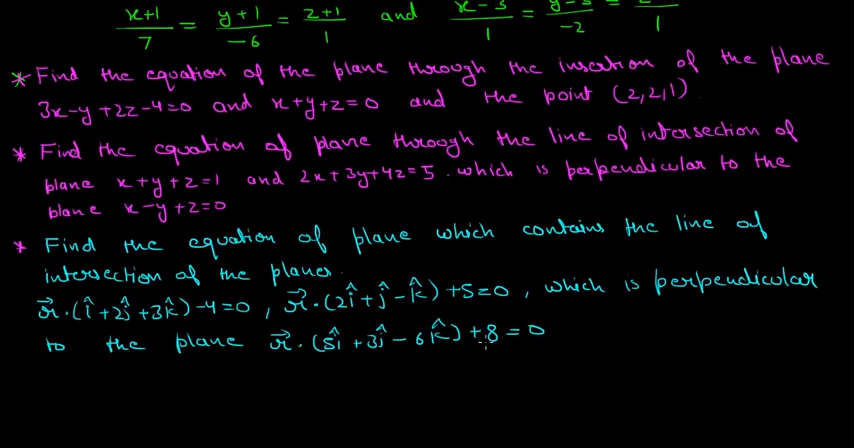 x+1/7 = y+1/-6 = z+1/1 and x-3/1 = y-5/-2 = /1
* Find the equation of the plane through the insertion of the plane
3x-y+2z-4=0 and x+y+z=0 and the point (2,2,1).
* Find the equation of plane through the line of intersection of
plane x+y+z=1 and 2x+3y+4z=5. which is perpendicular to the
plane x-y+z=0
* Find the equation of plane which contains the line of
intersection of the planes.
r⃗.(î+2ĵ+3k̂)-4=0, r⃗.(2î+ĵ-k̂)+5=0, which is perpendicular
to the plane r⃗.(5î+3ĵ-6k̂)+8=0